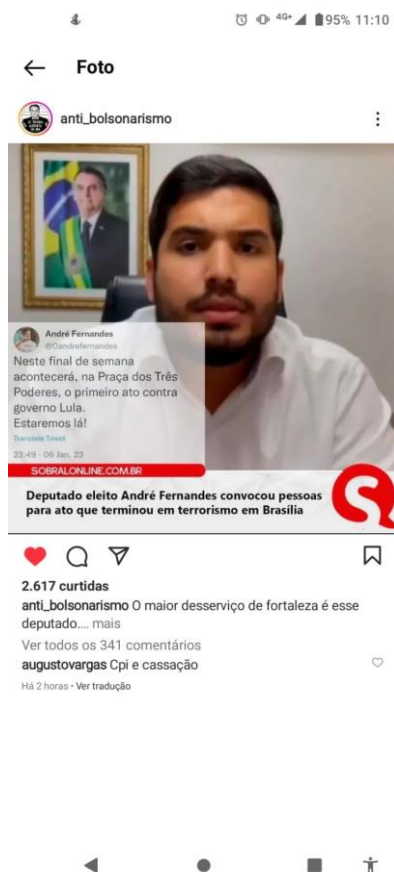 4G+ 95% 11:10
Foto
anti_bolsonarismo
André Fernandes
@Oandrefernandes
Neste final de semana
acontecerá, na Praça dos Três
Poderes, o primeiro ato contra
governo Lula.
Estaremos lá!
Translate Tweet
23:49 · 06 Jan. 23
SOBRALONLINE.COM.BR
Deputado eleito André Fernandes convocou pessoas
para ato que terminou em terrorismo em Brasília
2.617 curtidas
anti_bolsonarismo O maior desserviço de fortaleza é esse
deputado.... mais
Ver todos os 341 comentários
augustovargas Cpi e cassação
Há 2 horas • Ver tradução